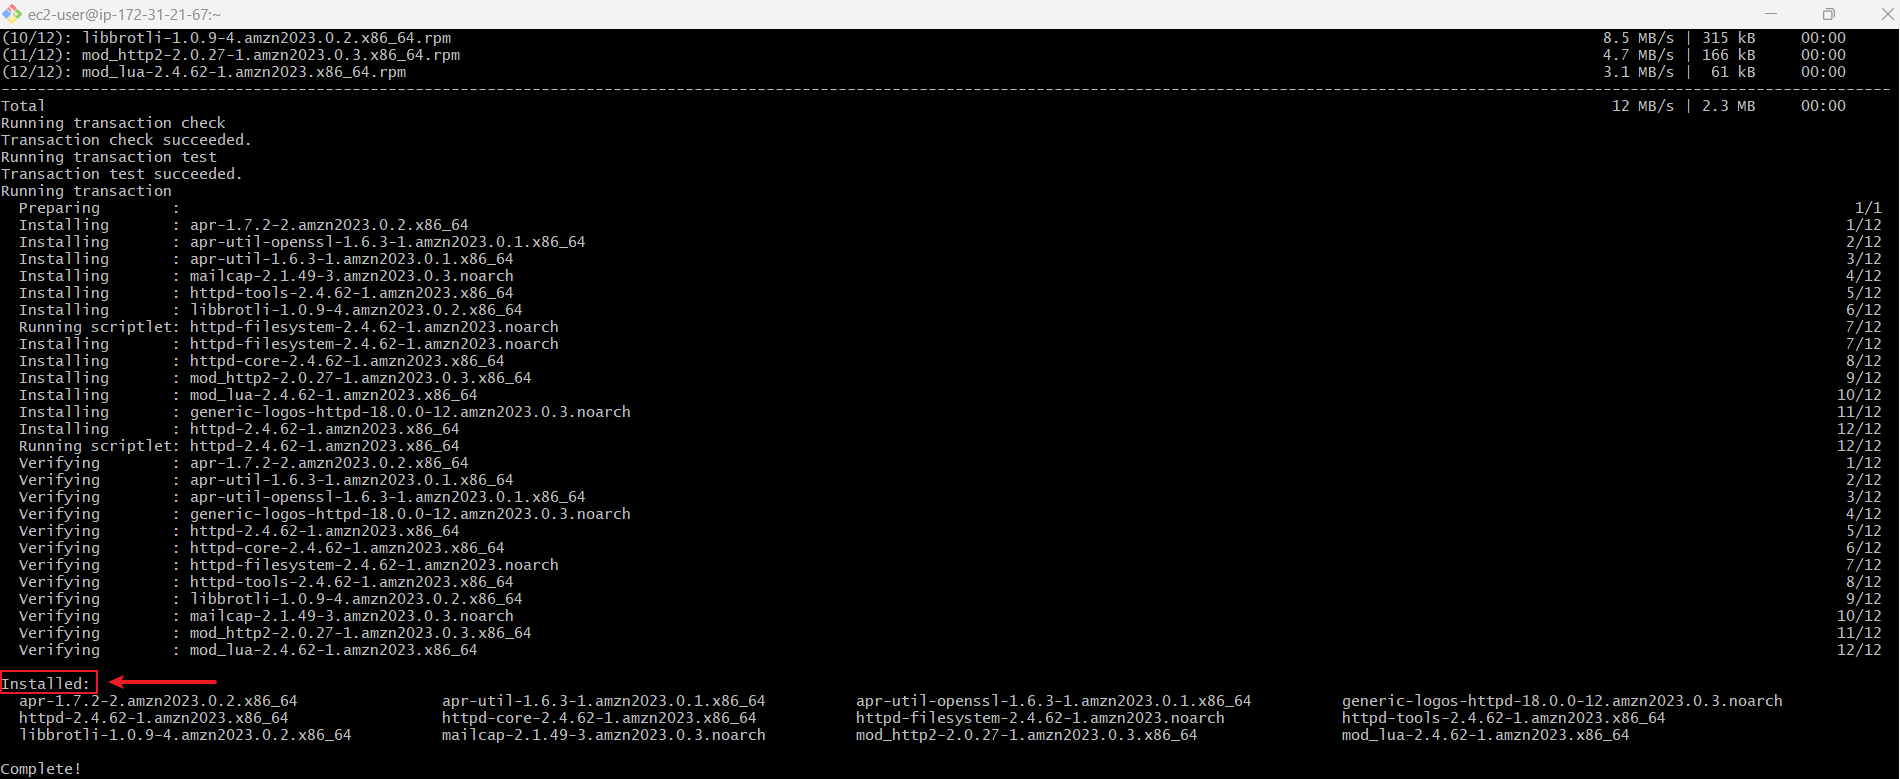 ec2-user@ip-172-31-21-67:~
(10/12): libbrotli-1.0.9-4.amzn2023.0.2.x86_64.rpm 8.5 MB/s | 315 kB 00:00
(11/12): mod_http2-2.0.27-1.amzn2023.0.3.x86_64.rpm 4.7 MB/s | 166 kB 00:00
(12/12): mod_lua-2.4.62-1.amzn2023.x86_64.rpm 3.1 MB/s | 61 kB 00:00
--------------------------------------------------------------------------------
Total 12 MB/s | 2.3 MB 00:00
Running transaction check
Transaction check succeeded.
Running transaction test
Transaction test succeeded.
Running transaction
Preparing : 1/1
Installing : apr-1.7.2-2.amzn2023.0.2.x86_64 1/12
Installing : apr-util-openssl-1.6.3-1.amzn2023.0.1.x86_64 2/12
Installing : apr-util-1.6.3-1.amzn2023.0.1.x86_64 3/12
Installing : mailcap-2.1.49-3.amzn2023.0.3.noarch 4/12
Installing : httpd-tools-2.4.62-1.amzn2023.x86_64 5/12
Installing : libbrotli-1.0.9-4.amzn2023.0.2.x86_64 6/12
Running scriptlet: httpd-filesystem-2.4.62-1.amzn2023.noarch 7/12
Installing : httpd-filesystem-2.4.62-1.amzn2023.noarch 7/12
Installing : httpd-core-2.4.62-1.amzn2023.x86_64 8/12
Installing : mod_http2-2.0.27-1.amzn2023.0.3.x86_64 9/12
Installing : mod_lua-2.4.62-1.amzn2023.x86_64 10/12
Installing : generic-logos-httpd-18.0.0-12.amzn2023.0.3.noarch 11/12
Installing : httpd-2.4.62-1.amzn2023.x86_64 12/12
Running scriptlet: httpd-2.4.62-1.amzn2023.x86_64 12/12
Verifying : apr-1.7.2-2.amzn2023.0.2.x86_64 1/12
Verifying : apr-util-1.6.3-1.amzn2023.0.1.x86_64 2/12
Verifying : apr-util-openssl-1.6.3-1.amzn2023.0.1.x86_64 3/12
Verifying : generic-logos-httpd-18.0.0-12.amzn2023.0.3.noarch 4/12
Verifying : httpd-2.4.62-1.amzn2023.x86_64 5/12
Verifying : httpd-core-2.4.62-1.amzn2023.x86_64 6/12
Verifying : httpd-filesystem-2.4.62-1.amzn2023.noarch 7/12
Verifying : httpd-tools-2.4.62-1.amzn2023.x86_64 8/12
Verifying : libbrotli-1.0.9-4.amzn2023.0.2.x86_64 9/12
Verifying : mailcap-2.1.49-3.amzn2023.0.3.noarch 10/12
Verifying : mod_http2-2.0.27-1.amzn2023.0.3.x86_64 11/12
Verifying : mod_lua-2.4.62-1.amzn2023.x86_64 12/12
Installed:
apr-1.7.2-2.amzn2023.0.2.x86_64 apr-util-1.6.3-1.amzn2023.0.1.x86_64 apr-util-openssl-1.6.3-1.amzn2023.0.1.x86_64 generic-logos-httpd-18.0.0-12.amzn2023.0.3.noarch
httpd-2.4.62-1.amzn2023.x86_64 httpd-core-2.4.62-1.amzn2023.x86_64 httpd-filesystem-2.4.62-1.amzn2023.noarch httpd-tools-2.4.62-1.amzn2023.x86_64
libbrotli-1.0.9-4.amzn2023.0.2.x86_64 mailcap-2.1.49-3.amzn2023.0.3.noarch mod_http2-2.0.27-1.amzn2023.0.3.x86_64 mod_lua-2.4.62-1.amzn2023.x86_64
Complete!